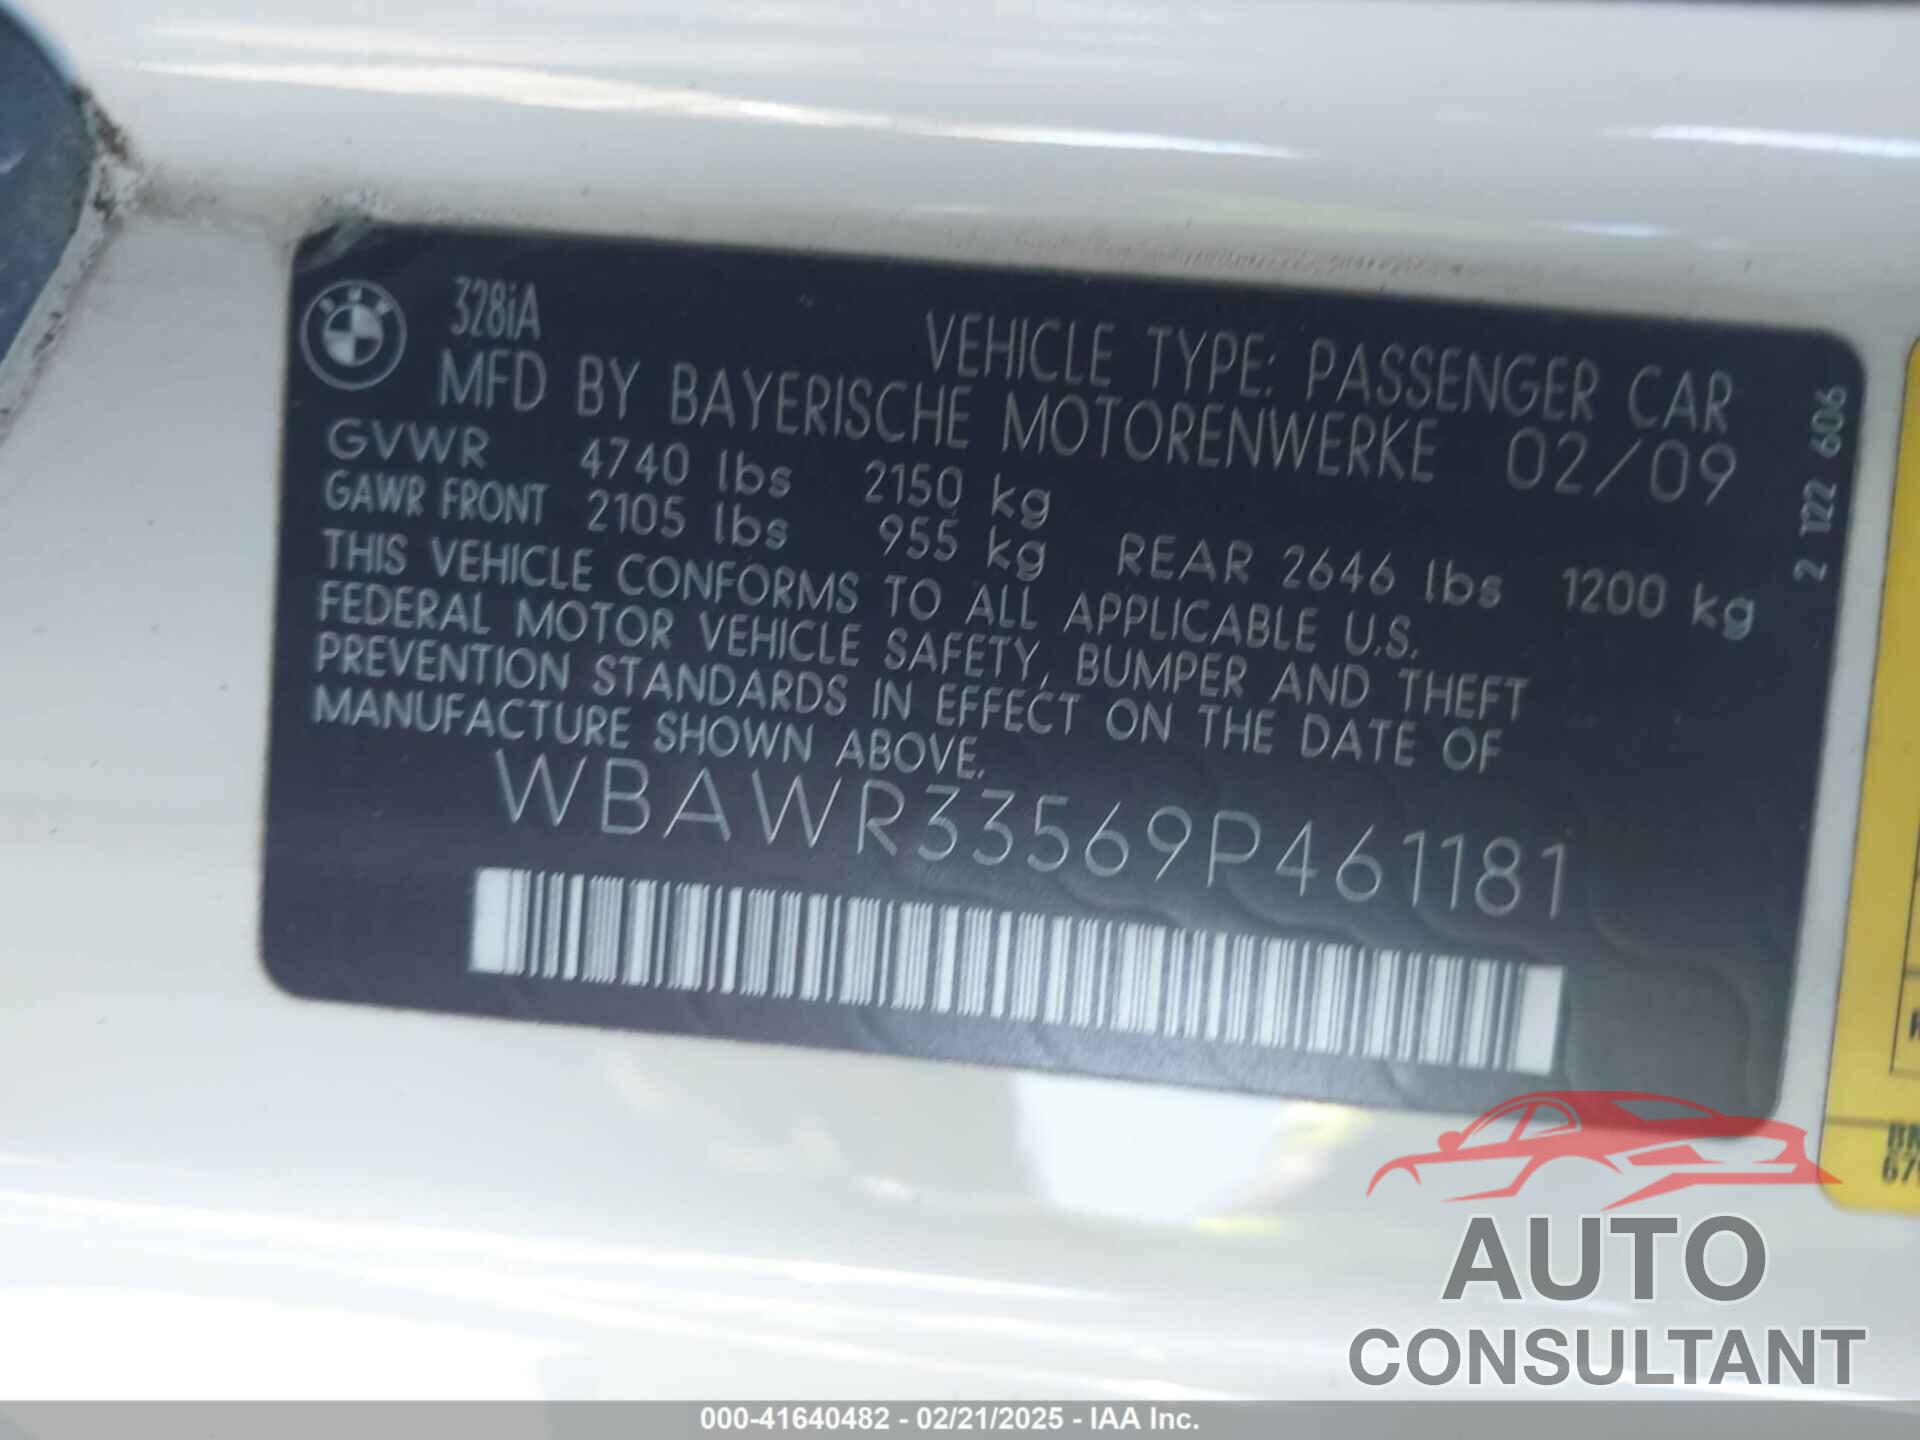 BMW
328iA
VEHICLE TYPE: PASSENGER CAR
MFD BY BAYERISCHE MOTORENWERKE 02/09
GVWR 4740 lbs 2150 kg
GAWR FRONT 2105 lbs 955 kg REAR 2646 lbs 1200 kg
THIS VEHICLE CONFORMS TO ALL APPLICABLE U.S.
FEDERAL MOTOR VEHICLE SAFETY, BUMPER AND THEFT
PREVENTION STANDARDS IN EFFECT ON THE DATE OF
MANUFACTURE SHOWN ABOVE.
WBAWR33569P461181
2 122 606
AUTO
CONSULTANT
000-41640482 - 02/21/2025 - IAA Inc.